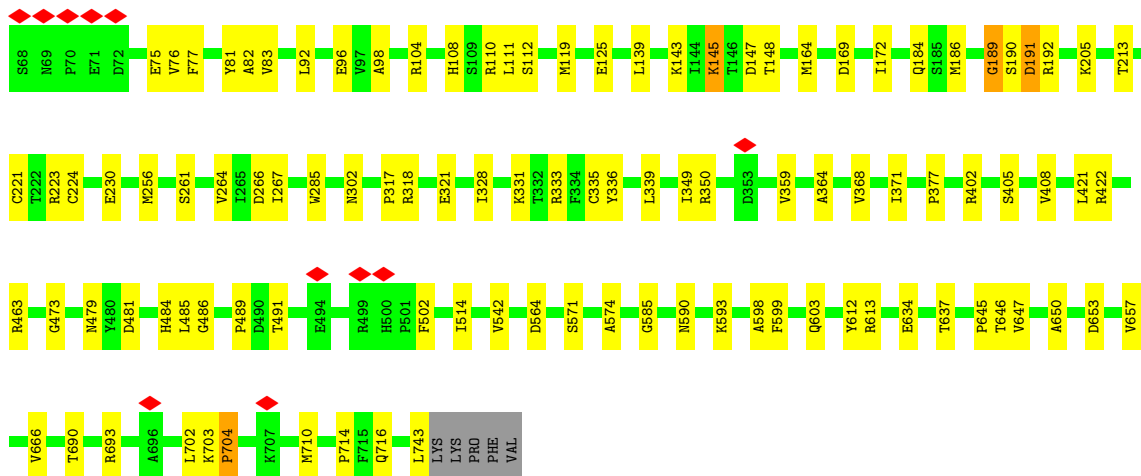 S68 N69 P70 E71 D72 E75 V76 F77 Y81 A82 V83 L92 E96 V97 A98 R104 H108 S109 R110 L111 S112 M119 E125 L139 K143 I144 K145 T146 D147 T148 M164 D169 I172 Q184 S185 M186 G189 S190 D191 R192 K205 T213
C221 T222 R223 C224 E230 M256 S261 V264 I265 D266 I267 W285 N302 P317 R318 E321 I328 K331 T332 R333 F334 C335 Y336 L339 I349 R350 D353 V359 A364 V368 I371 P377 R402 S405 V408 L421 R422
R463 G473 N479 Y480 D481 H484 L485 G486 P489 D490 T491 E494 R499 H500 P501 F502 I514 V542 D564 S571 A574 G585 N590 K593 A598 F599 Q603 Y612 R613 E634 T637 P645 T646 V647 A650 D653 V657
V666 T690 R693 A696 L702 K703 P704 K707 M710 P714 F715 Q716 L743 LYS LYS PRO PHE VAL